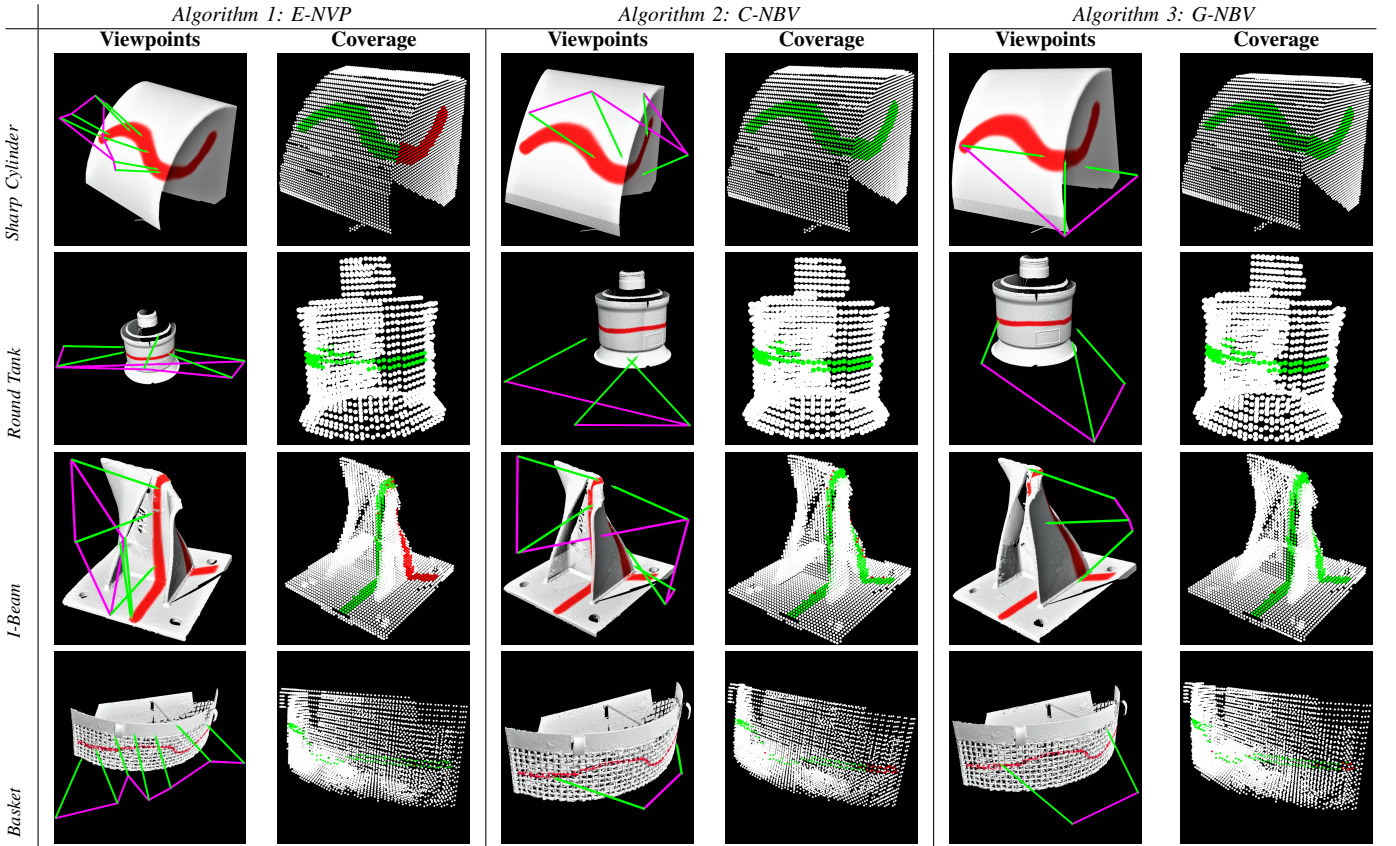 Algorithm 1: E-NVP Algorithm 2: C-NBV Algorithm 3: G-NBV
Viewpoints Coverage Viewpoints Coverage Viewpoints Coverage
Sharp Cylinder
Round Tank
I-Beam
Basket